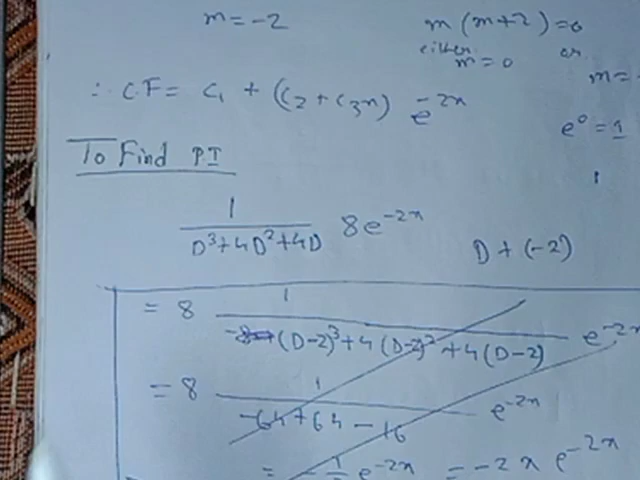 m = -2
m (m+2) = 0
either or
m = 0
m =
∴ C.F = C₁ + (C₂ + C₃x) e^-2x
e⁰ = 1
To Find PI
1
D³+4D²+4D 8e^-2x
D + (-2)
= 8 1
(D-2)³ + 4(D-2)² + 4(D-2) e^-2x
= 8 1
-64 + 64 - 16 e^-2x
= e^-2x = -2x e^-2x